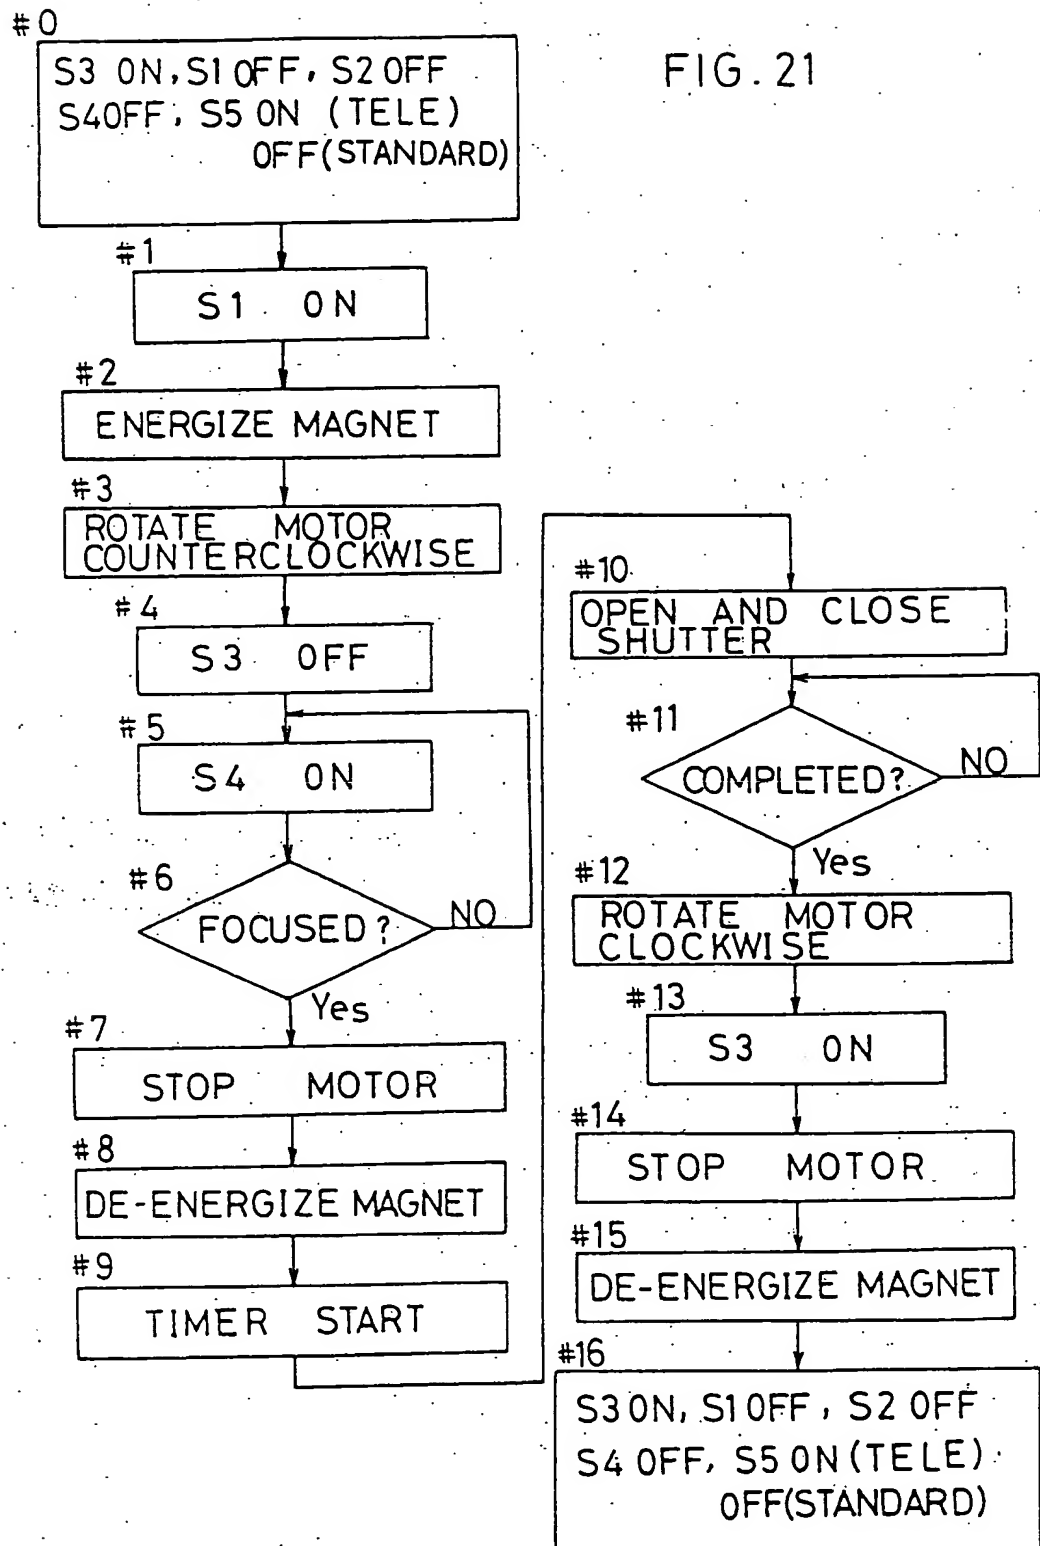 #0
S3 ON, S1 OFF, S2 OFF
S4 OFF, S5 ON (TELE)
OFF(STANDARD)
FIG. 21
#1
S1 ON
#2
ENERGIZE MAGNET
#3
ROTATE MOTOR
COUNTERCLOCKWISE
#4
S3 OFF
#5
S4 ON
#6
FOCUSED?
NO
Yes
#7
STOP MOTOR
#8
DE-ENERGIZE MAGNET
#9
TIMER START
#10
OPEN AND CLOSE
SHUTTER
#11
COMPLETED?
NO
Yes
#12
ROTATE MOTOR
CLOCKWISE
#13
S3 ON
#14
STOP MOTOR
#15
DE-ENERGIZE MAGNET
#16
S3 ON, S1 OFF, S2 OFF
S4 OFF, S5 ON (TELE)
OFF(STANDARD)